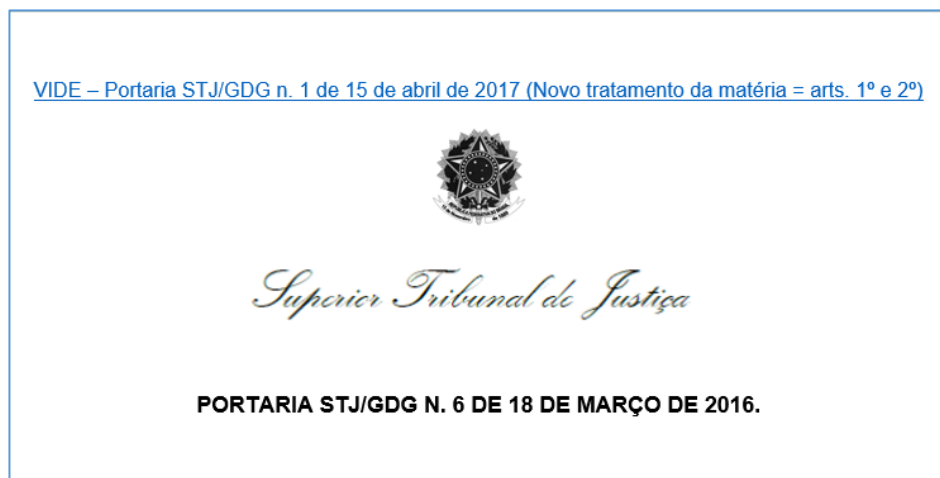 VIDE – Portaria STJ/GDG n. 1 de 15 de abril de 2017 (Novo tratamento da matéria = arts. 1º e 2º)
Superior Tribunal de Justiça
PORTARIA STJ/GDG N. 6 DE 18 DE MARÇO DE 2016.